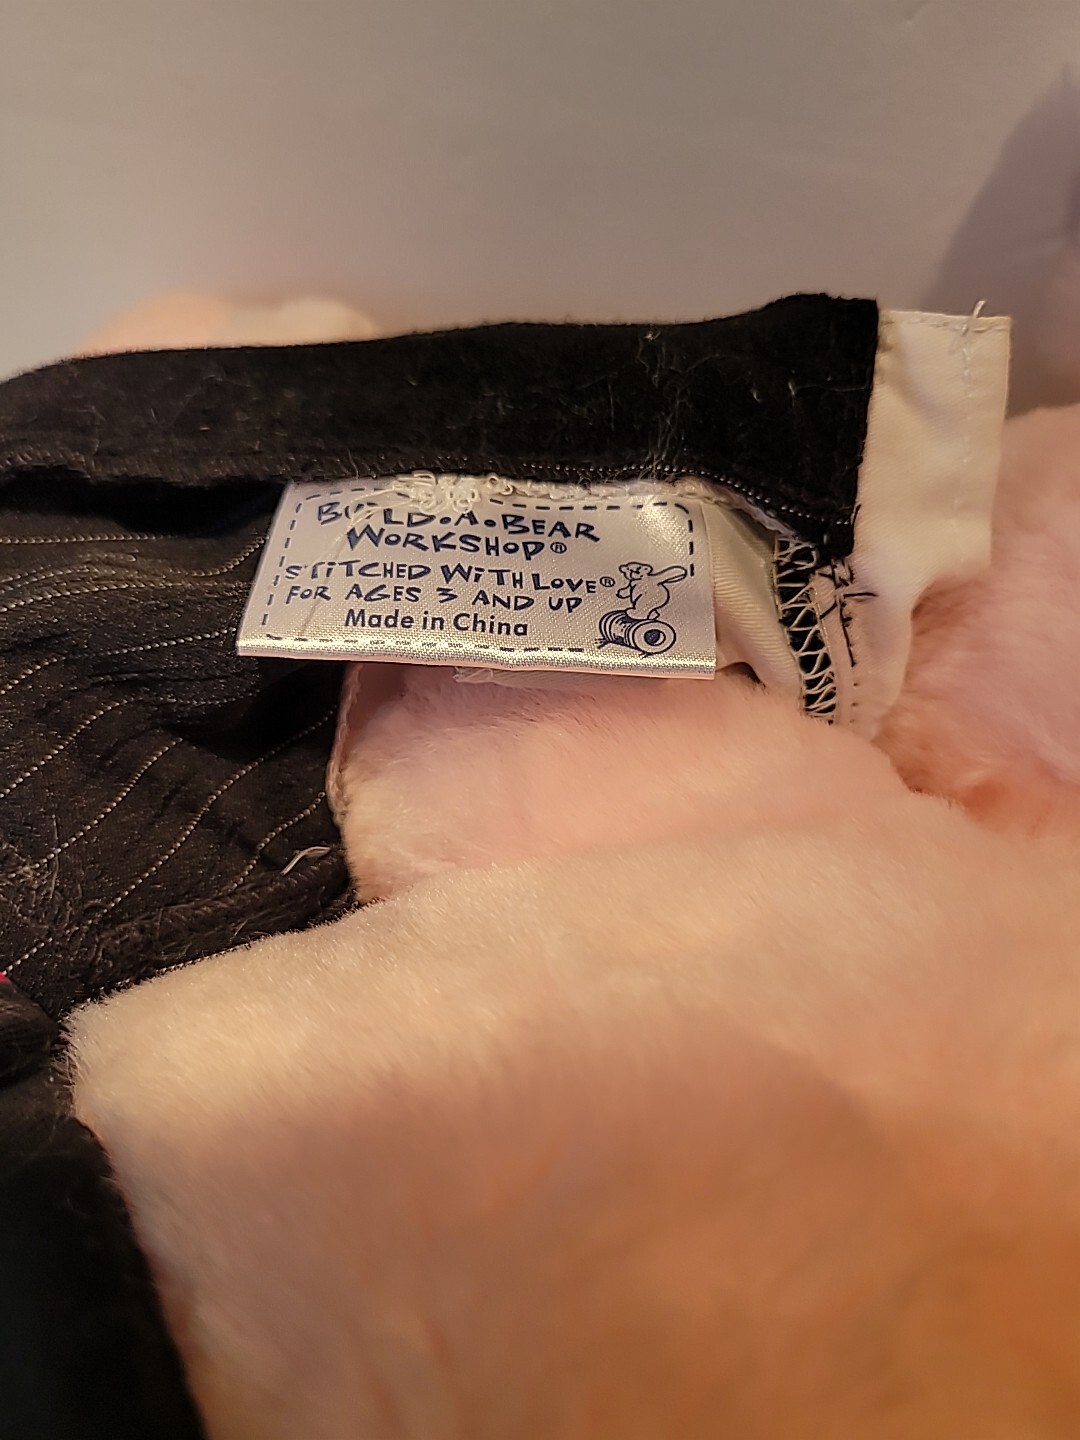 BUILD-A-BEAR
WORKSHOP®
STITCHED WITH LOVE®
FOR AGES 3 AND UP
Made in China